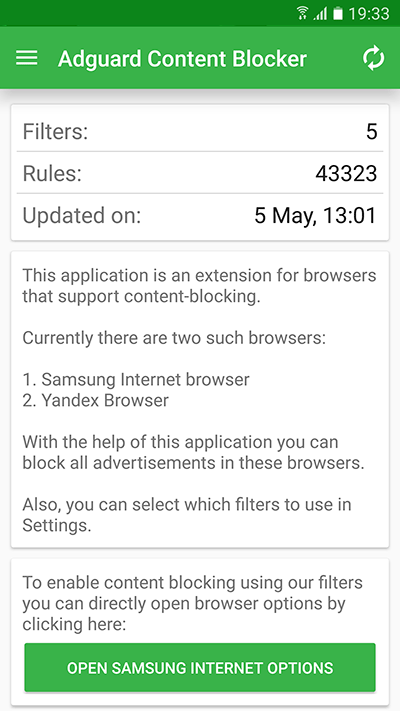 19:33
Adguard Content Blocker
Filters: 5
Rules: 43323
Updated on: 5 May, 13:01
This application is an extension for browsers
that support content-blocking.
Currently there are two such browsers:
1. Samsung Internet browser
2. Yandex Browser
With the help of this application you can
block all advertisements in these browsers.
Also, you can select which filters to use in
Settings.
To enable content blocking using our filters
you can directly open browser options by
clicking here:
OPEN SAMSUNG INTERNET OPTIONS